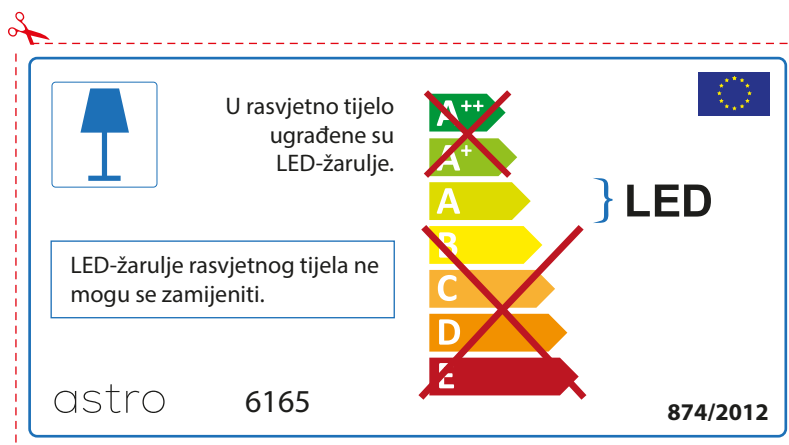 U rasvjetno tijelo
ugrađene su
LED-žarulje.
LED-žarulje rasvjetnog tijela ne
mogu se zamijeniti.
A++
A+
A
B
C
D
E
LED
astro
6165
874/2012